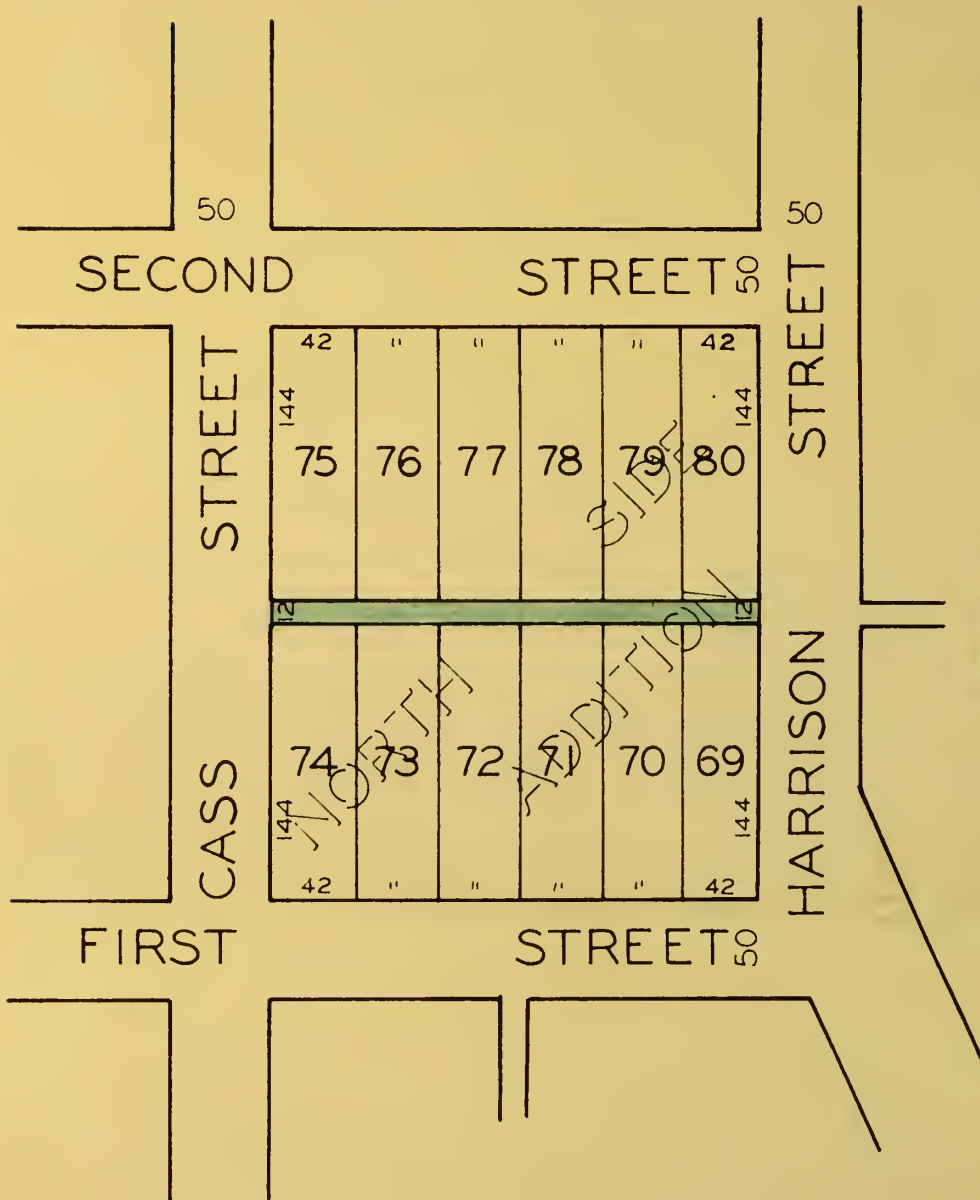 50
50
SECOND STREET 50
42 " " " " 42
144 144
75 76 77 78 79 80
12 12
74 73 72 71 70 69
144 144
42 " " " " 42
FIRST STREET 50
CASS STREET
HARRISON STREET
NORTH SIDE
ADDITION